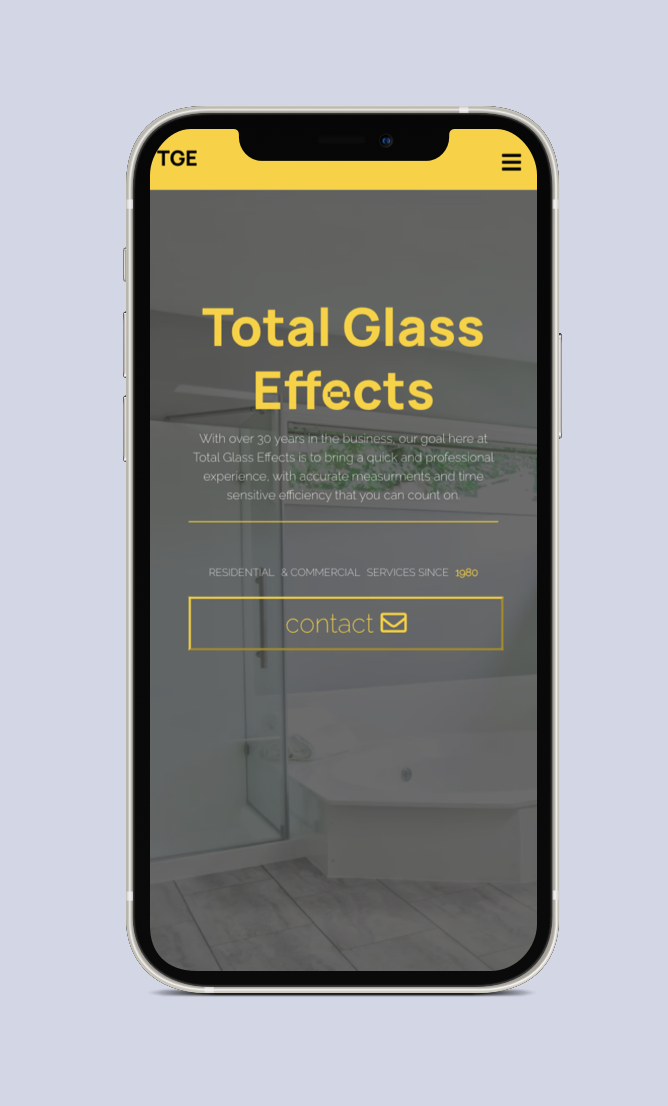 TGE
Total Glass
Effects
With over 30 years in the business, our goal here at
Total Glass Effects is to bring a quick and professional
experience, with accurate measurments and time
sensitive efficiency that you can count on.
RESIDENTIAL & COMMERCIAL SERVICES SINCE 1980
contact